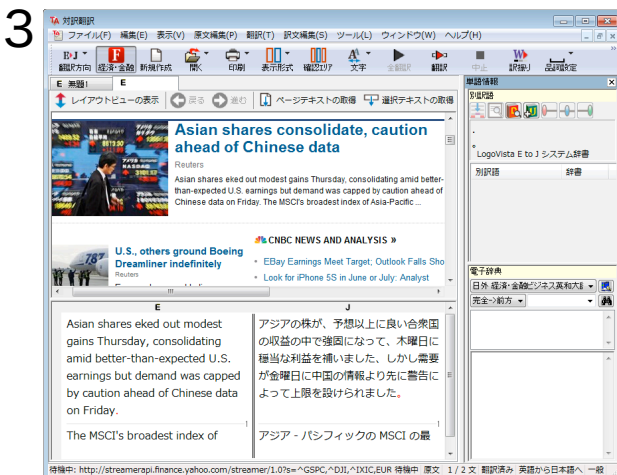 3
TA 対訳翻訳
ファイル(F) 編集(E) 表示(V) 原文編集(P) 翻訳(T) 訳文編集(S) ツール(L) ウィンドウ(W) ヘルプ(H)
翻訳方向 経済・金融 新規作成 開く 印刷 表示形式 確認エリア 文字 全翻訳 翻訳 中止 訳振り 品詞設定
E 無題1 E
レイアウトビューの表示 戻る 進む ページテキストの取得 選択テキストの取得
Asian shares consolidate, caution
ahead of Chinese data
Reuters
Asian shares eked out modest gains Thursday, consolidating amid better-
than-expected U.S. earnings but demand was capped by caution ahead of
Chinese data on Friday. The MSCI's broadest index of Asia-Pacific ...
U.S., others ground Boeing
Dreamliner indefinitely
Reuters
CNBC NEWS AND ANALYSIS »
EBay Earnings Meet Target; Outlook Falls Sho
Look for iPhone 5S in June or July: Analyst
E
Asian shares eked out modest
gains Thursday, consolidating
amid better-than-expected U.S.
earnings but demand was capped
by caution ahead of Chinese data
on Friday.
1
The MSCI's broadest index of
J
アジアの株が、予想以上に良い合衆国
の収益の中で強固になって、木曜日に
穏当な利益を補いました、しかし需要
が金曜日に中国の情報より先に警告に
よって上限を設けられました。
1
アジア - パシフィックの MSCI の最
単語情報
別訳語
LogoVista E to J システム辞書
別訳語 辞書
電子辞典
日外 経済・金融ビジネス英和大
完全->前方
待機中: http://streamerapi.finance.yahoo.com/streamer/1.0?s=^GSPC,^DJI,^IXIC,EUR 待機中 原文 1 / 2 文 翻訳済み 英語から日本語へ 一般